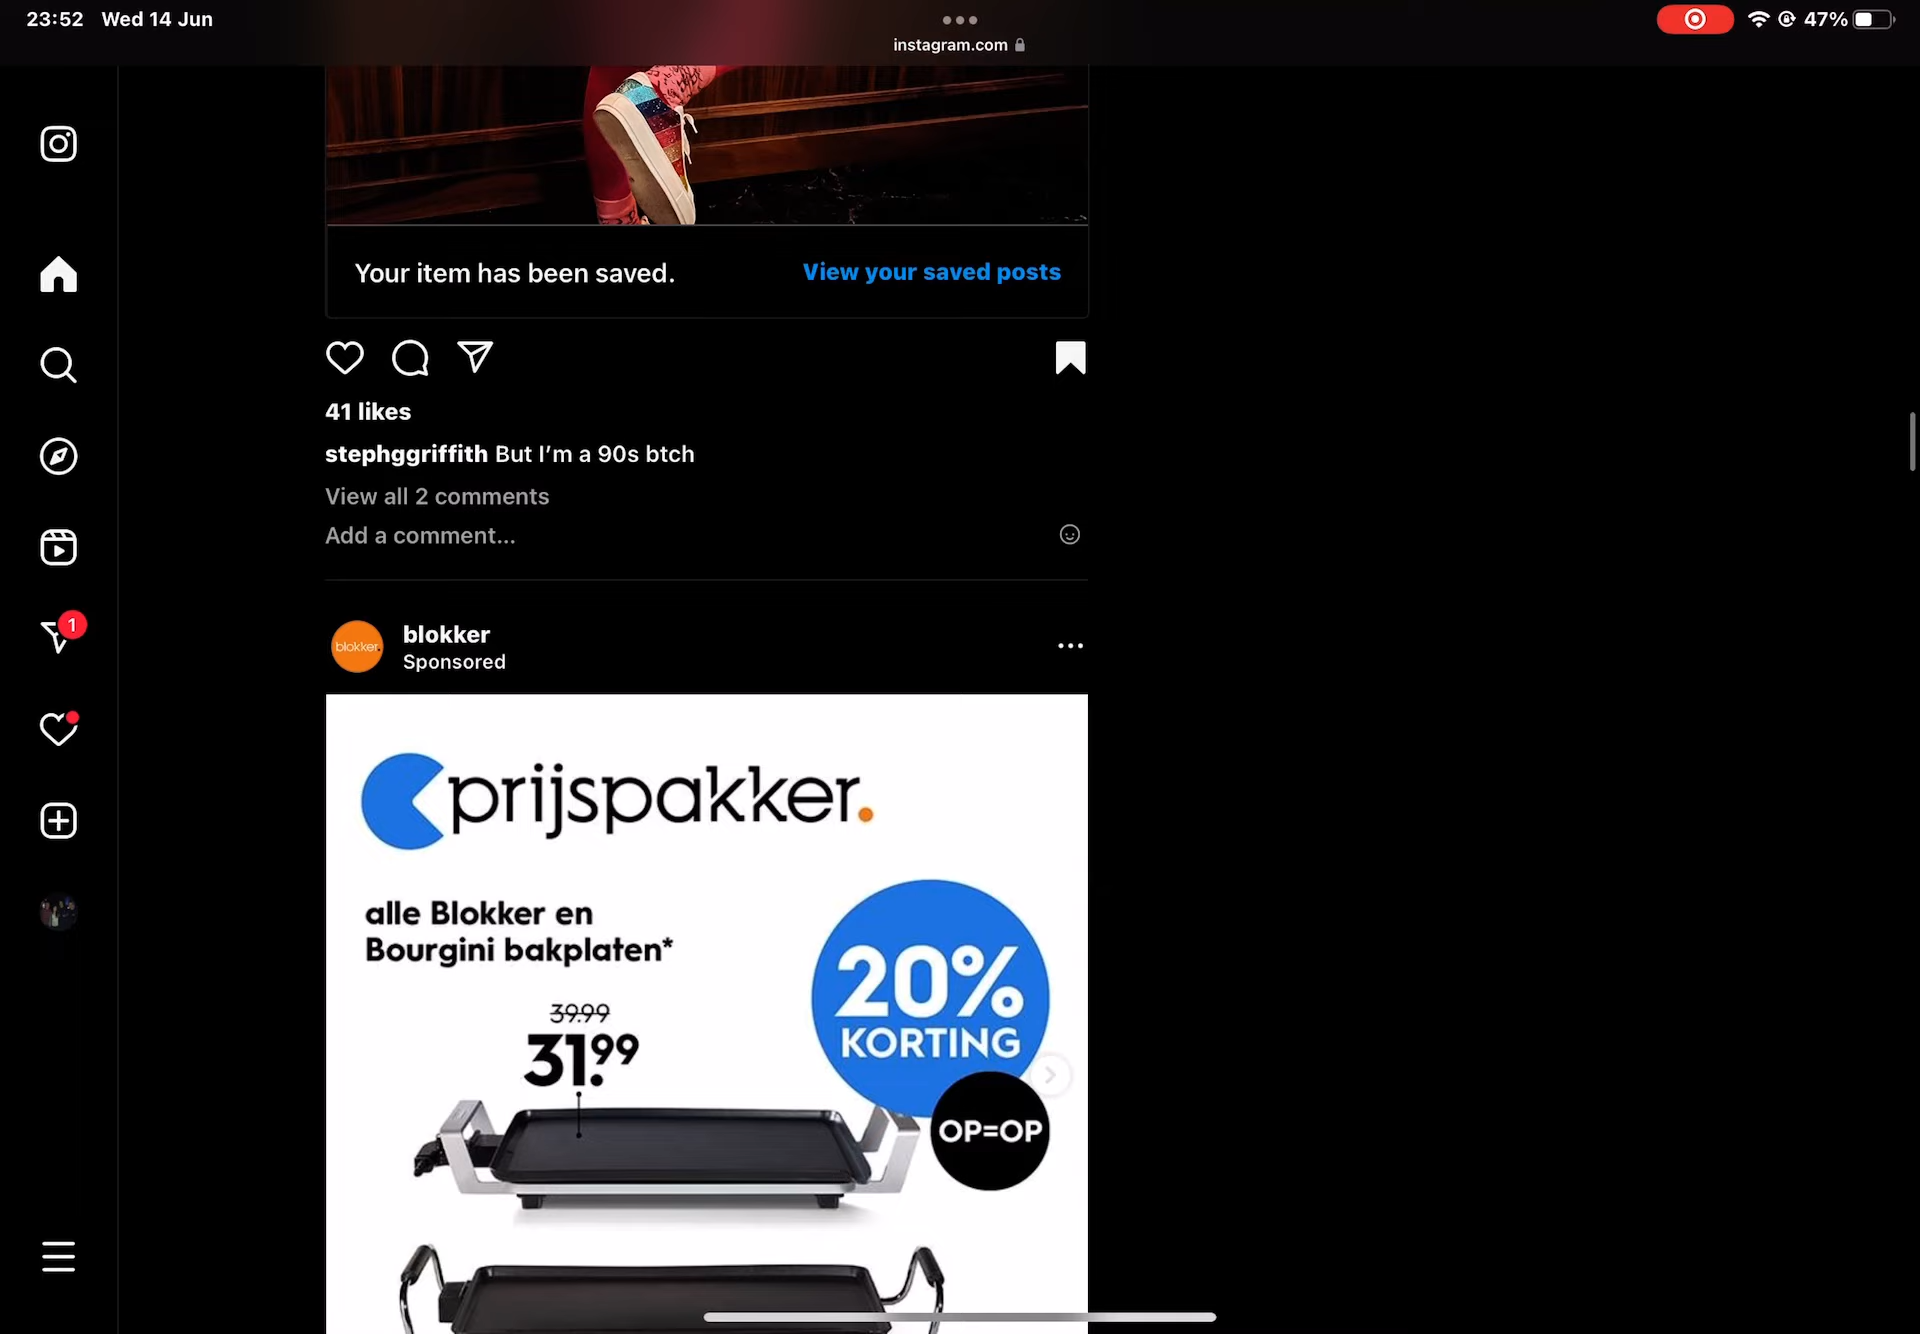 23:52 Wed 14 Jun
instagram.com
47%
Your item has been saved.
View your saved posts
41 likes
stephggriffith But I’m a 90s btch
View all 2 comments
Add a comment...
1
blokker.
blokker
Sponsored
prijspakker.
alle Blokker en
Bourgini bakplaten*
39.99
31.99
20%
KORTING
OP=OP